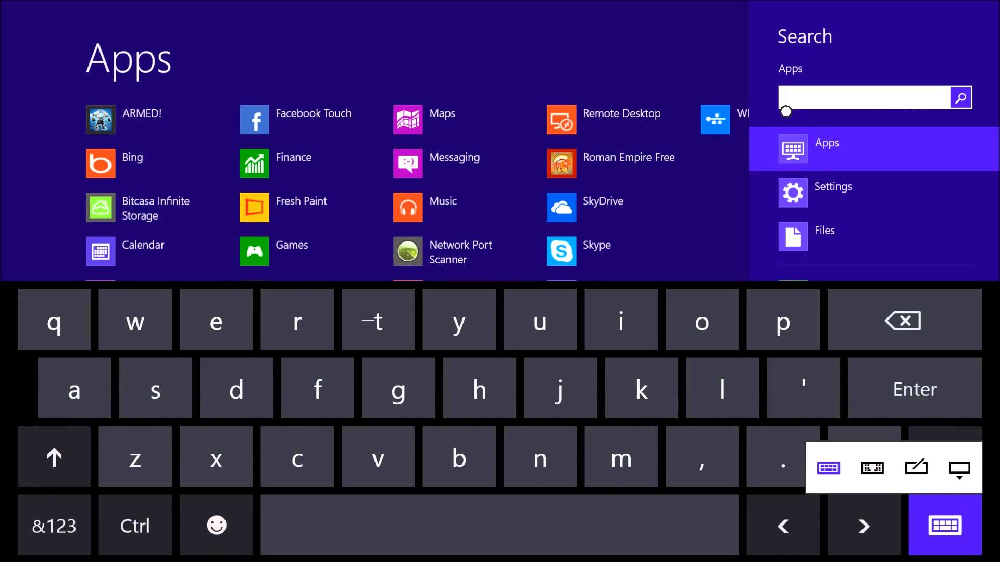 Apps
Search
Apps
ARMED!
Facebook Touch
Maps
Remote Desktop
Bing
Finance
Messaging
Roman Empire Free
Bitcasa Infinite
Storage
Fresh Paint
Music
SkyDrive
Calendar
Games
Network Port
Scanner
Skype
Apps
Settings
Files
q w e r t y u i o p
a s d f g h j k l ' Enter
z x c v b n m , .
&123 Ctrl < >